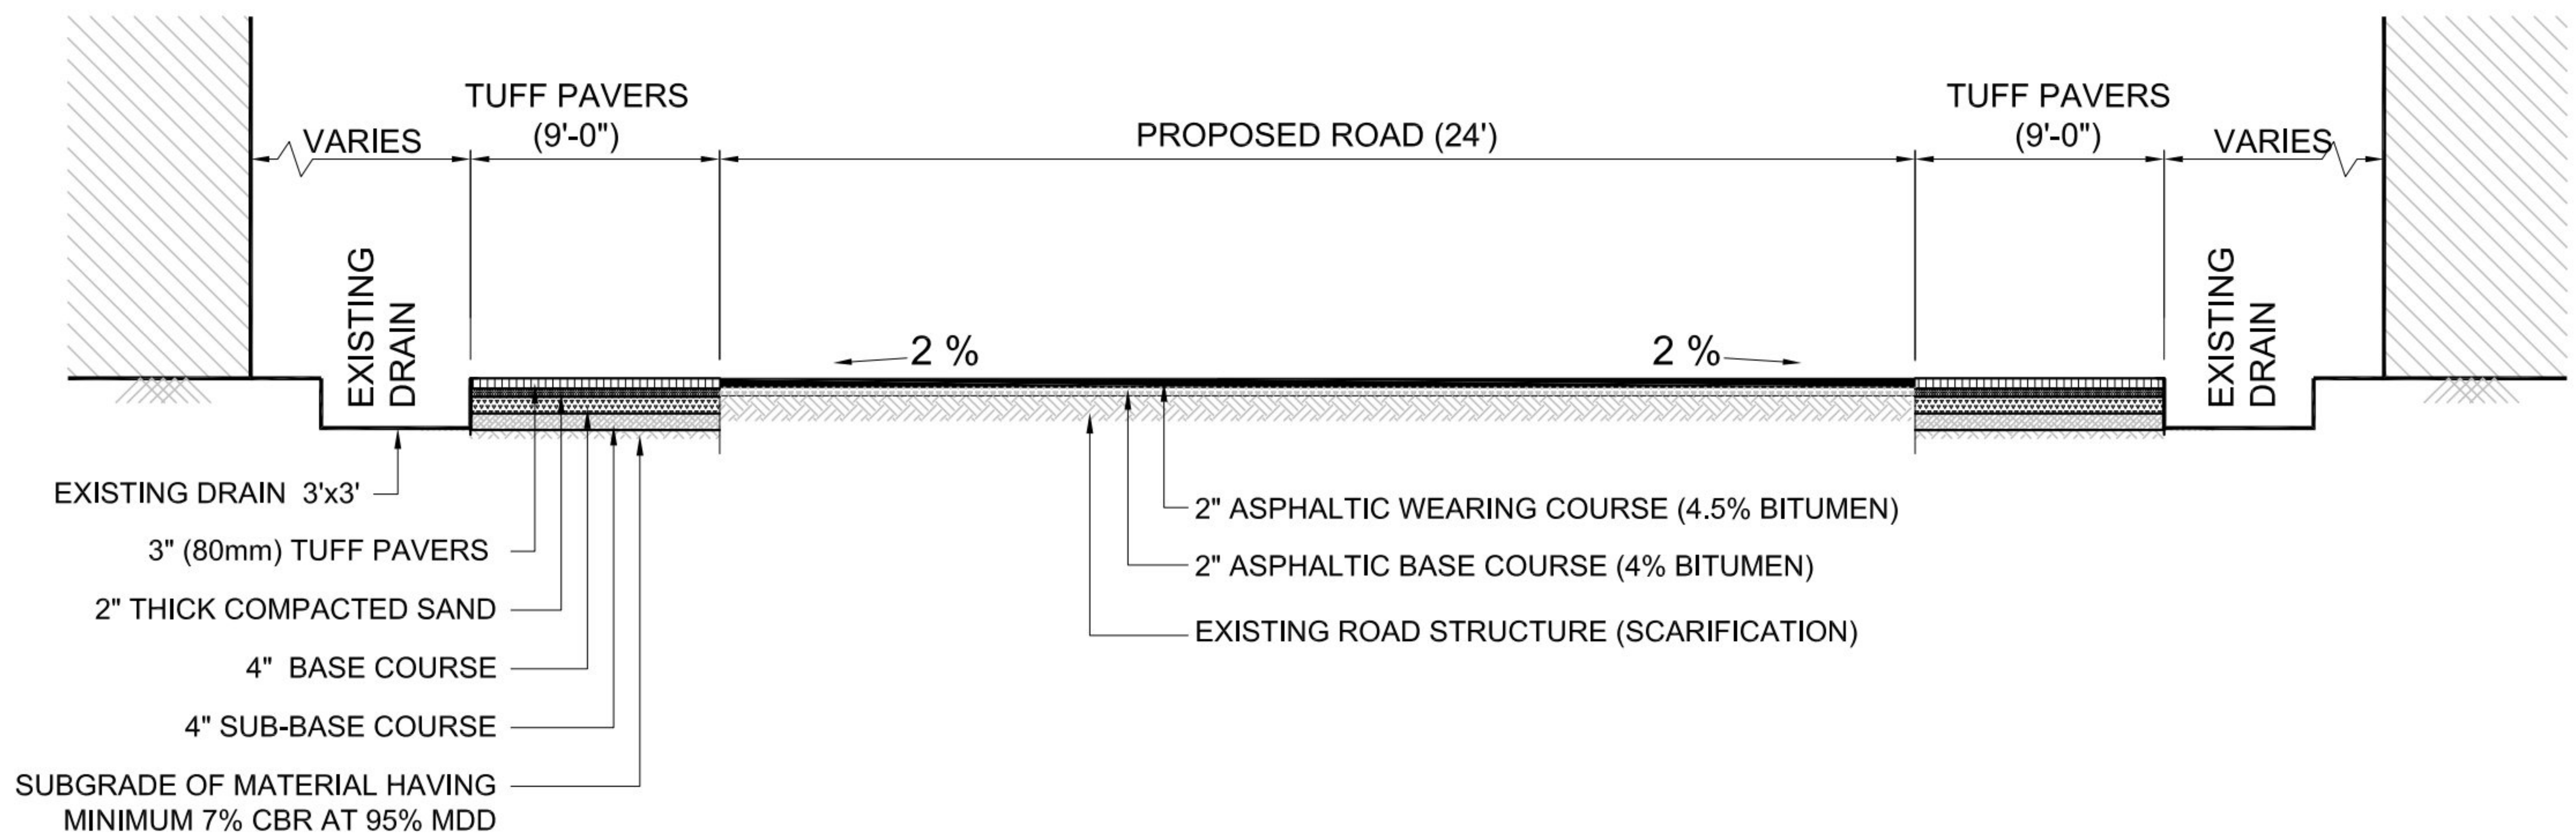 TUFF PAVERS
(9'-0")
VARIES
PROPOSED ROAD (24')
TUFF PAVERS
(9'-0")
VARIES
EXISTING
DRAIN
2 %
2 %
EXISTING
DRAIN
EXISTING DRAIN 3'x3'
3" (80mm) TUFF PAVERS
2" THICK COMPACTED SAND
4" BASE COURSE
4" SUB-BASE COURSE
SUBGRADE OF MATERIAL HAVING
MINIMUM 7% CBR AT 95% MDD
2" ASPHALTIC WEARING COURSE (4.5% BITUMEN)
2" ASPHALTIC BASE COURSE (4% BITUMEN)
EXISTING ROAD STRUCTURE (SCARIFICATION)